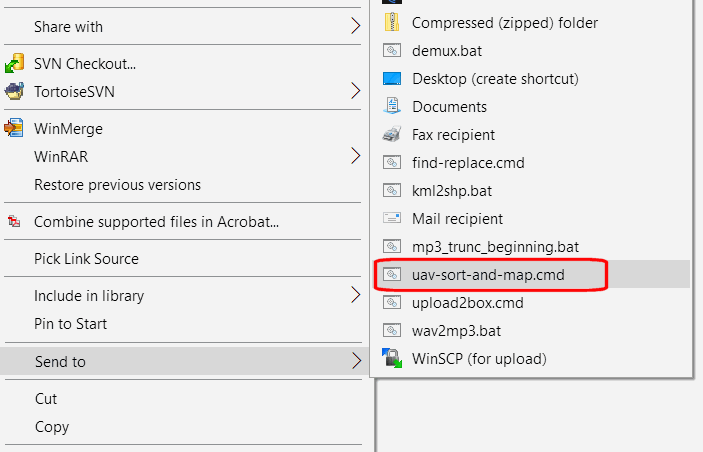 Share with
SVN Checkout...
TortoiseSVN
WinMerge
WinRAR
Restore previous versions
Combine supported files in Acrobat...
Pick Link Source
Include in library
Pin to Start
Send to
Cut
Copy
Compressed (zipped) folder
demux.bat
Desktop (create shortcut)
Documents
Fax recipient
find-replace.cmd
kml2shp.bat
Mail recipient
mp3_trunc_beginning.bat
uav-sort-and-map.cmd
upload2box.cmd
wav2mp3.bat
WinSCP (for upload)